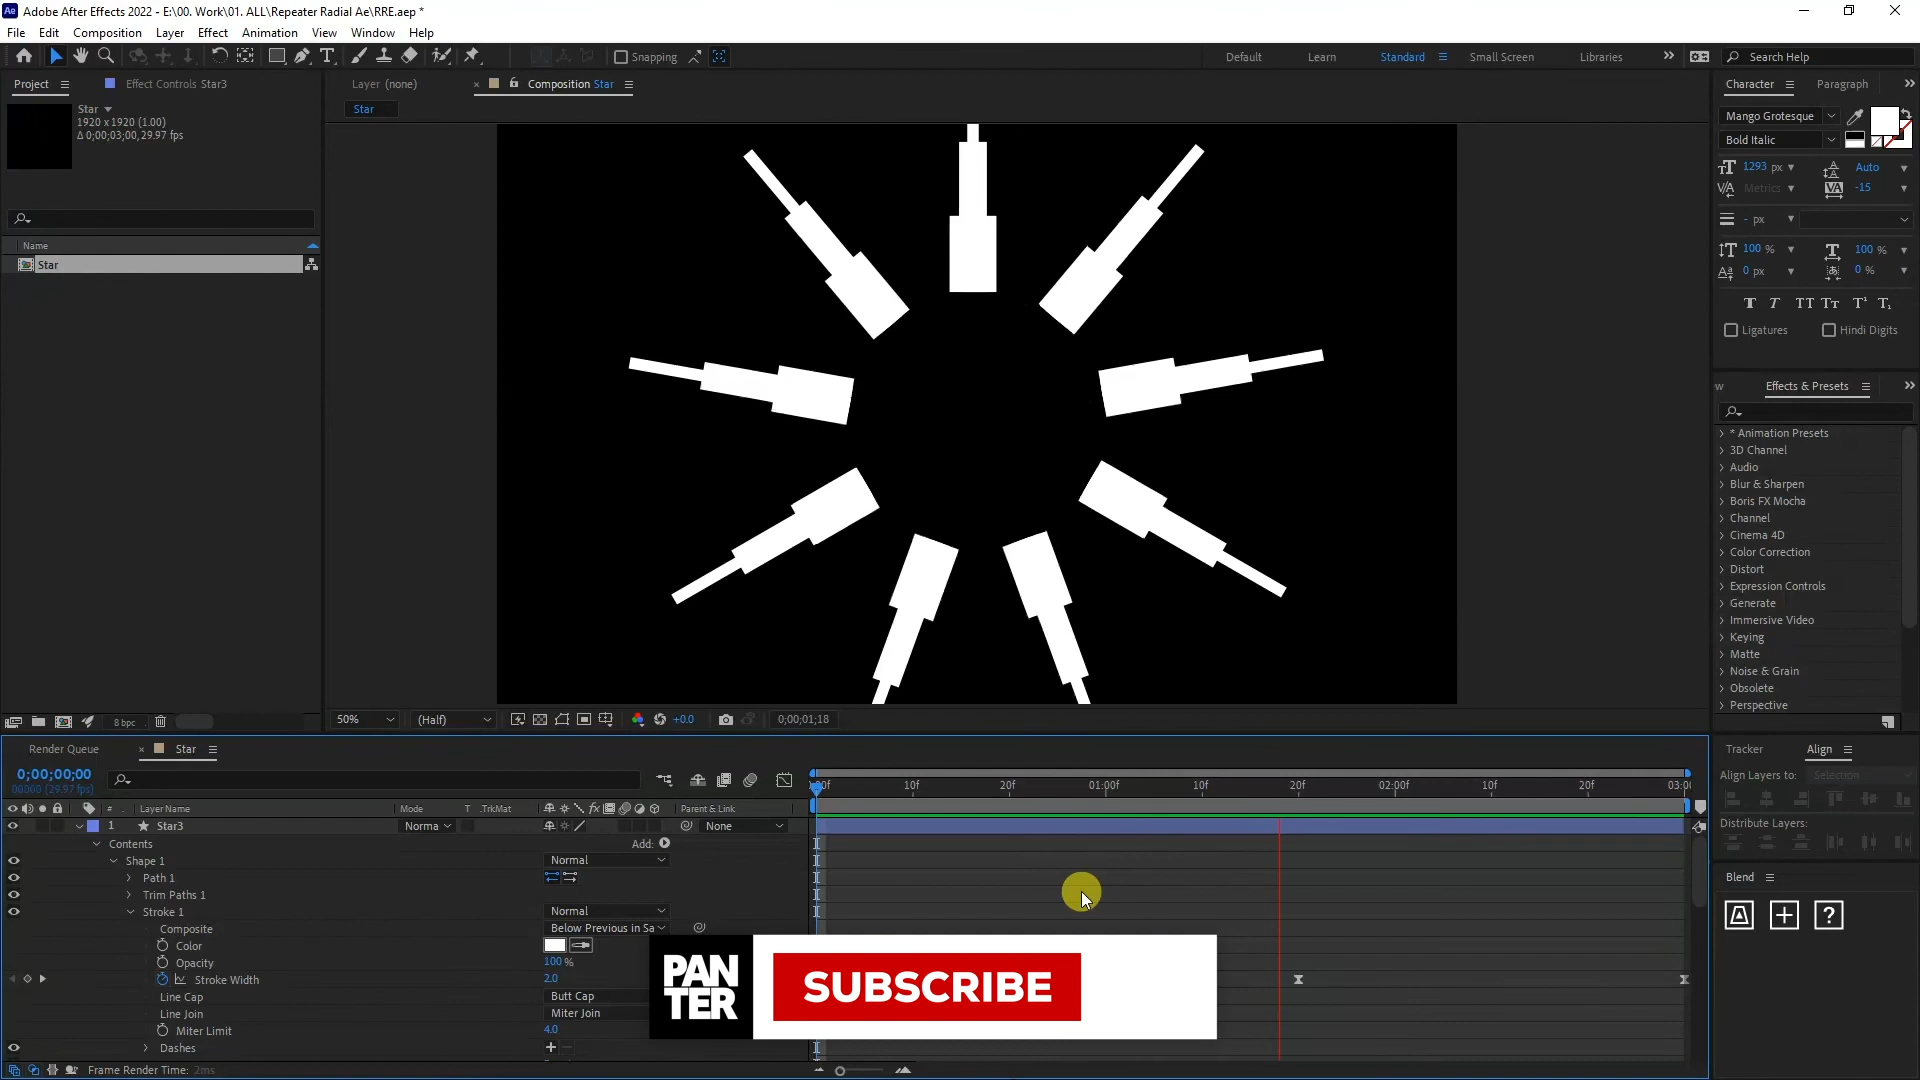 Adobe After Effects 2022 - E:\00. Work\01. ALL\Repeater Radial Ae\RRE.aep *
File Edit Composition Layer Effect Animation View Window Help
Snapping
Default Learn Standard Small Screen Libraries
Search Help
Project Effect Controls Star3
Layer (none) Composition Star
Character Paragraph
Star
1920 x 1920 (1.00)
Δ 0;00;03;00, 29.97 fps
Star
Mango Grotesque
Bold Italic
1293 px Auto
Metrics -15
- px
100 % 100 %
0 px 0 %
T T TT Tt T¹ T₁
Ligatures Hindi Digits
Name
Star
Effects & Presets
* Animation Presets
3D Channel
Audio
Blur & Sharpen
Boris FX Mocha
Channel
Cinema 4D
Color Correction
Distort
Expression Controls
Generate
Immersive Video
Keying
Matte
Noise & Grain
Obsolete
Perspective
8 bpc
50% (Half) +0.0 0;00;01;18
Render Queue Star
0;00;00;00
00000 (29.97 fps)
10f 20f 01:00f 10f 20f 02:00f 10f 20f 03:0
# Layer Name Mode T .TrkMat Parent & Link
1 Star3 Norma None
Contents Add:
Shape 1 Normal
Path 1
Trim Paths 1
Stroke 1 Normal
Composite Below Previous in Sa
Color
Opacity 100 %
Stroke Width 2.0
Line Cap Butt Cap
Line Join Miter Join
Miter Limit 4.0
Dashes
Frame Render Time: 2ms
PAN
TER
SUBSCRIBE
Tracker Align
Align Layers to: Selection
Distribute Layers:
Blend
?